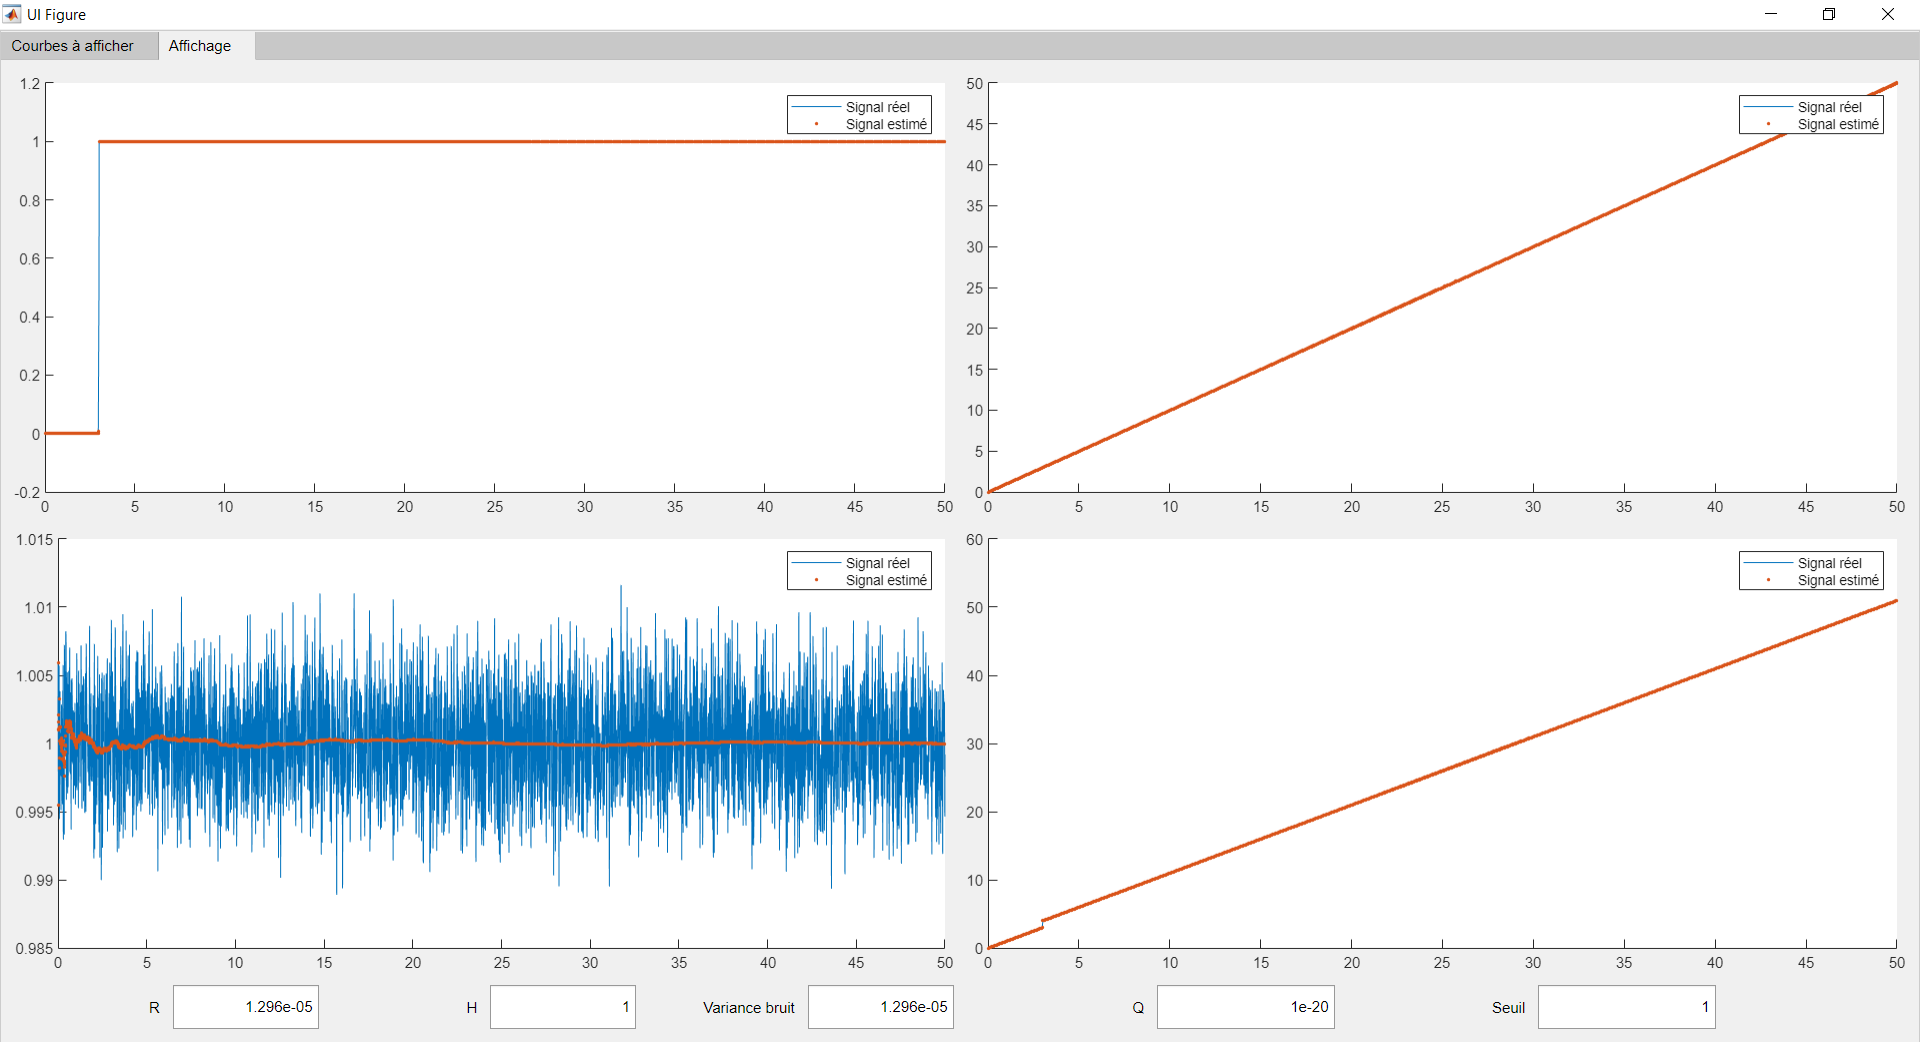 UI Figure
Courbes à afficher Affichage
1.2
1
0.8
0.6
0.4
0.2
0
-0.2
0 5 10 15 20 25 30 35 40 45 50
Signal réel
Signal estimé
50
45
40
35
30
25
20
15
10
5
0
0 5 10 15 20 25 30 35 40 45 50
Signal réel
Signal estimé
1.015
1.01
1.005
1
0.995
0.99
0.985
0 5 10 15 20 25 30 35 40 45 50
Signal réel
Signal estimé
60
50
40
30
20
10
0
0 5 10 15 20 25 30 35 40 45 50
Signal réel
Signal estimé
R 1.296e-05 H 1 Variance bruit 1.296e-05 Q 1e-20 Seuil 1